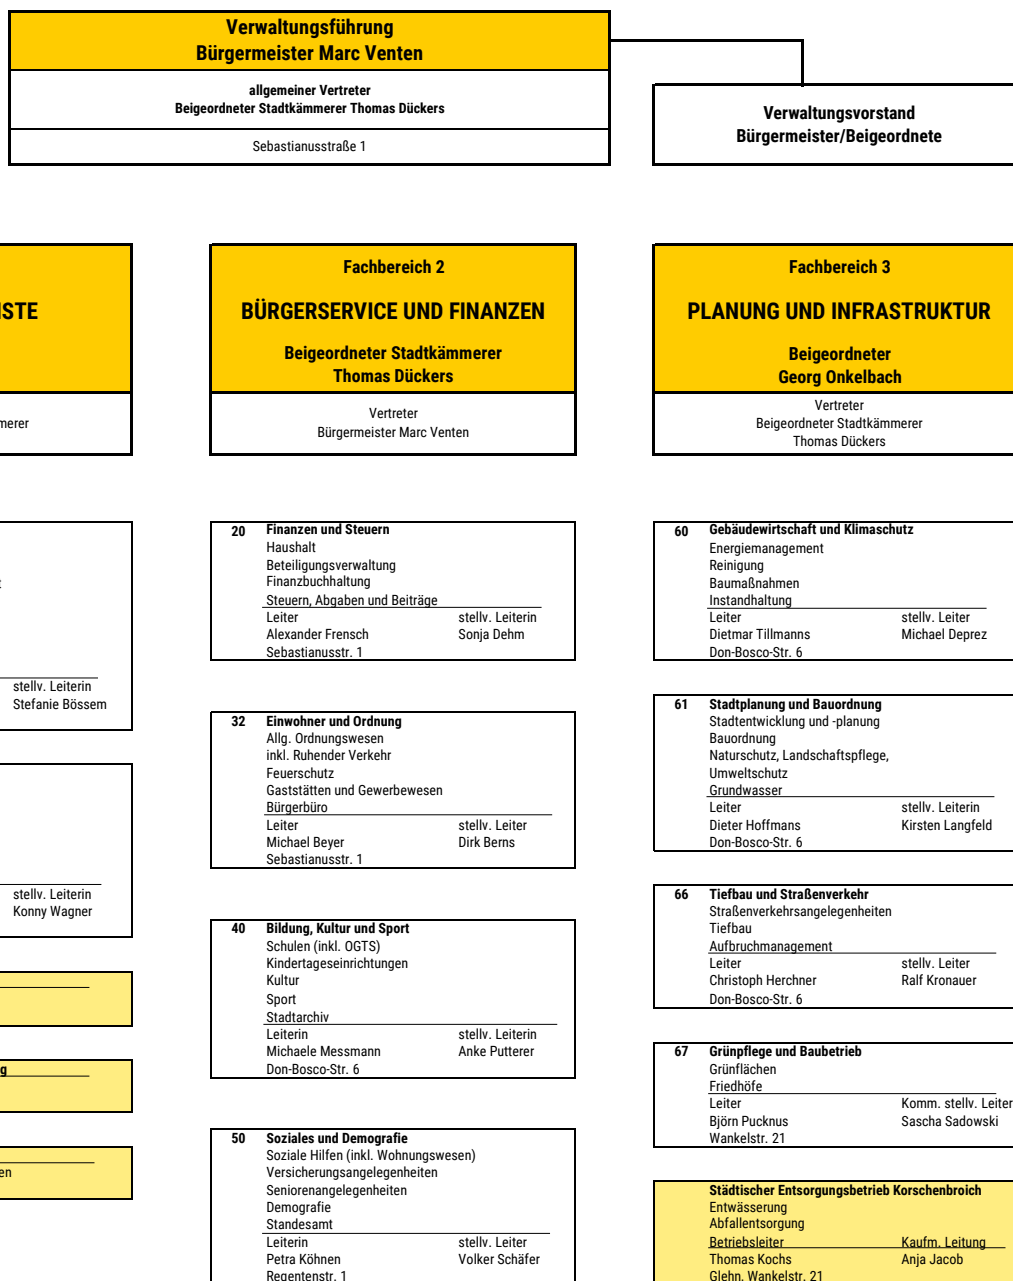 Verwaltungsführung
Bürgermeister Marc Venten
allgemeiner Vertreter
Beigeordneter Stadtkämmerer Thomas Dückers
Sebastianusstraße 1
Verwaltungsvorstand
Bürgermeister/Beigeordnete
Fachbereich 2
BÜRGERSERVICE UND FINANZEN
Beigeordneter Stadtkämmerer
Thomas Dückers
Vertreter
Bürgermeister Marc Venten
Fachbereich 3
PLANUNG UND INFRASTRUKTUR
Beigeordneter
Georg Onkelbach
Vertreter
Beigeordneter Stadtkämmerer
Thomas Dückers
stellv. Leiterin
Stefanie Bössem
stellv. Leiterin
Konny Wagner
20 Finanzen und Steuern
Haushalt
Beteiligungsverwaltung
Finanzbuchhaltung
Steuern, Abgaben und Beiträge
Leiter stellv. Leiterin
Alexander Frensch Sonja Dehm
Sebastianusstr. 1
32 Einwohner und Ordnung
Allg. Ordnungswesen
inkl. Ruhender Verkehr
Feuerschutz
Gaststätten und Gewerbewesen
Bürgerbüro
Leiter stellv. Leiter
Michael Beyer Dirk Berns
Sebastianusstr. 1
40 Bildung, Kultur und Sport
Schulen (inkl. OGTS)
Kindertageseinrichtungen
Kultur
Sport
Stadtarchiv
Leiterin stellv. Leiterin
Michaele Messmann Anke Putterer
Don-Bosco-Str. 6
50 Soziales und Demografie
Soziale Hilfen (inkl. Wohnungswesen)
Versicherungsangelegenheiten
Seniorenangelegenheiten
Demografie
Standesamt
Leiterin stellv. Leiter
Petra Köhnen Volker Schäfer
Regentenstr. 1
60 Gebäudewirtschaft und Klimaschutz
Energiemanagement
Reinigung
Baumaßnahmen
Instandhaltung
Leiter stellv. Leiter
Dietmar Tillmanns Michael Deprez
Don-Bosco-Str. 6
61 Stadtplanung und Bauordnung
Stadtentwicklung und -planung
Bauordnung
Naturschutz, Landschaftspflege,
Umweltschutz
Grundwasser
Leiter stellv. Leiterin
Dieter Hoffmans Kirsten Langfeld
Don-Bosco-Str. 6
66 Tiefbau und Straßenverkehr
Straßenverkehrsangelegenheiten
Tiefbau
Aufbruchmanagement
Leiter stellv. Leiter
Christoph Herchner Ralf Kronauer
Don-Bosco-Str. 6
67 Grünpflege und Baubetrieb
Grünflächen
Friedhöfe
Leiter Komm. stellv. Leiter
Björn Pucknus Sascha Sadowski
Wankelstr. 21
Städtischer Entsorgungsbetrieb Korschenbroich
Entwässerung
Abfallentsorgung
Betriebsleiter Kaufm. Leitung
Thomas Kochs Anja Jacob
Glehn, Wankelstr. 21